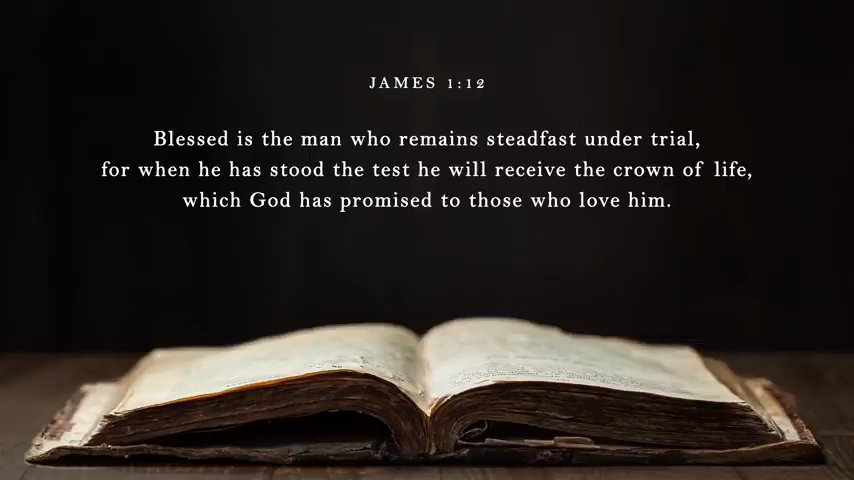 JAMES 1:12
Blessed is the man who remains steadfast under trial,
for when he has stood the test he will receive the crown of life,
which God has promised to those who love him.